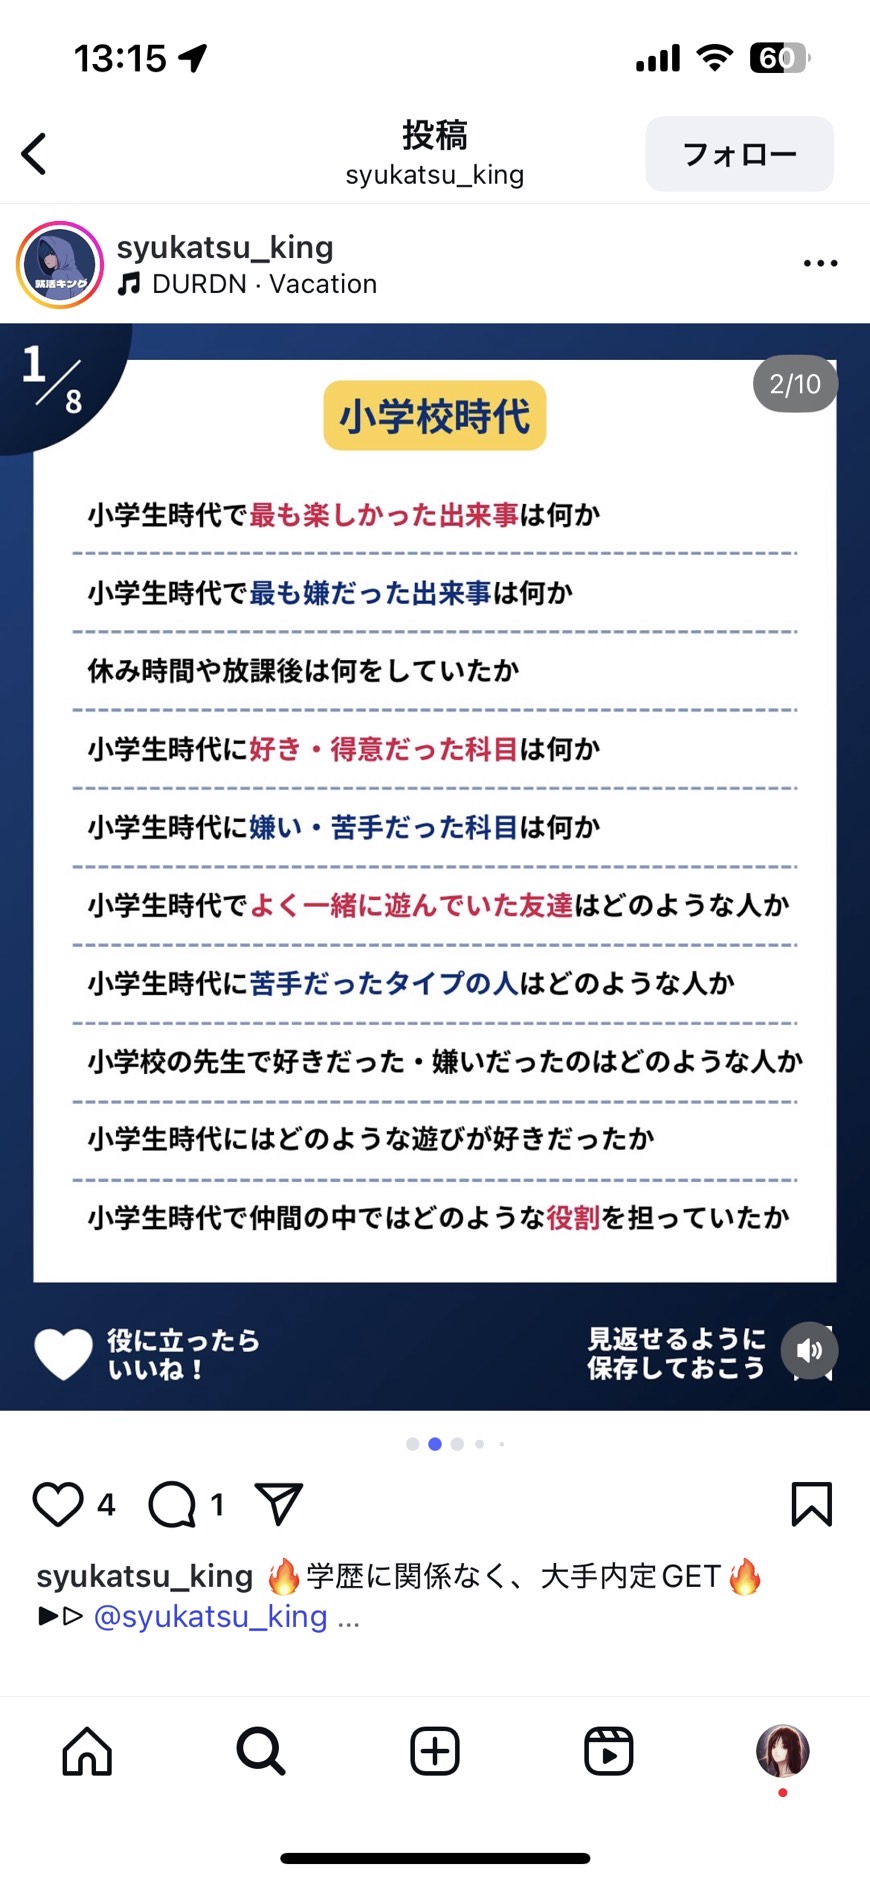 13:15
60
投稿
syukatsu_king
フォロー
syukatsu_king
DURDN · Vacation
就活キング
1/8
2/10
小学校時代
小学生時代で最も楽しかった出来事は何か
小学生時代で最も嫌だった出来事は何か
休み時間や放課後は何をしていたか
小学生時代に好き・得意だった科目は何か
小学生時代に嫌い・苦手だった科目は何か
小学生時代でよく一緒に遊んでいた友達はどのような人か
小学生時代に苦手だったタイプの人はどのような人か
小学校の先生で好きだった・嫌いだったのはどのような人か
小学生時代にはどのような遊びが好きだったか
小学生時代で仲間の中ではどのような役割を担っていたか
役に立ったら
いいね！
見返せるように
保存しておこう
4
1
syukatsu_king 🔥学歴に関係なく、大手内定GET🔥
▶▷ @syukatsu_king ...